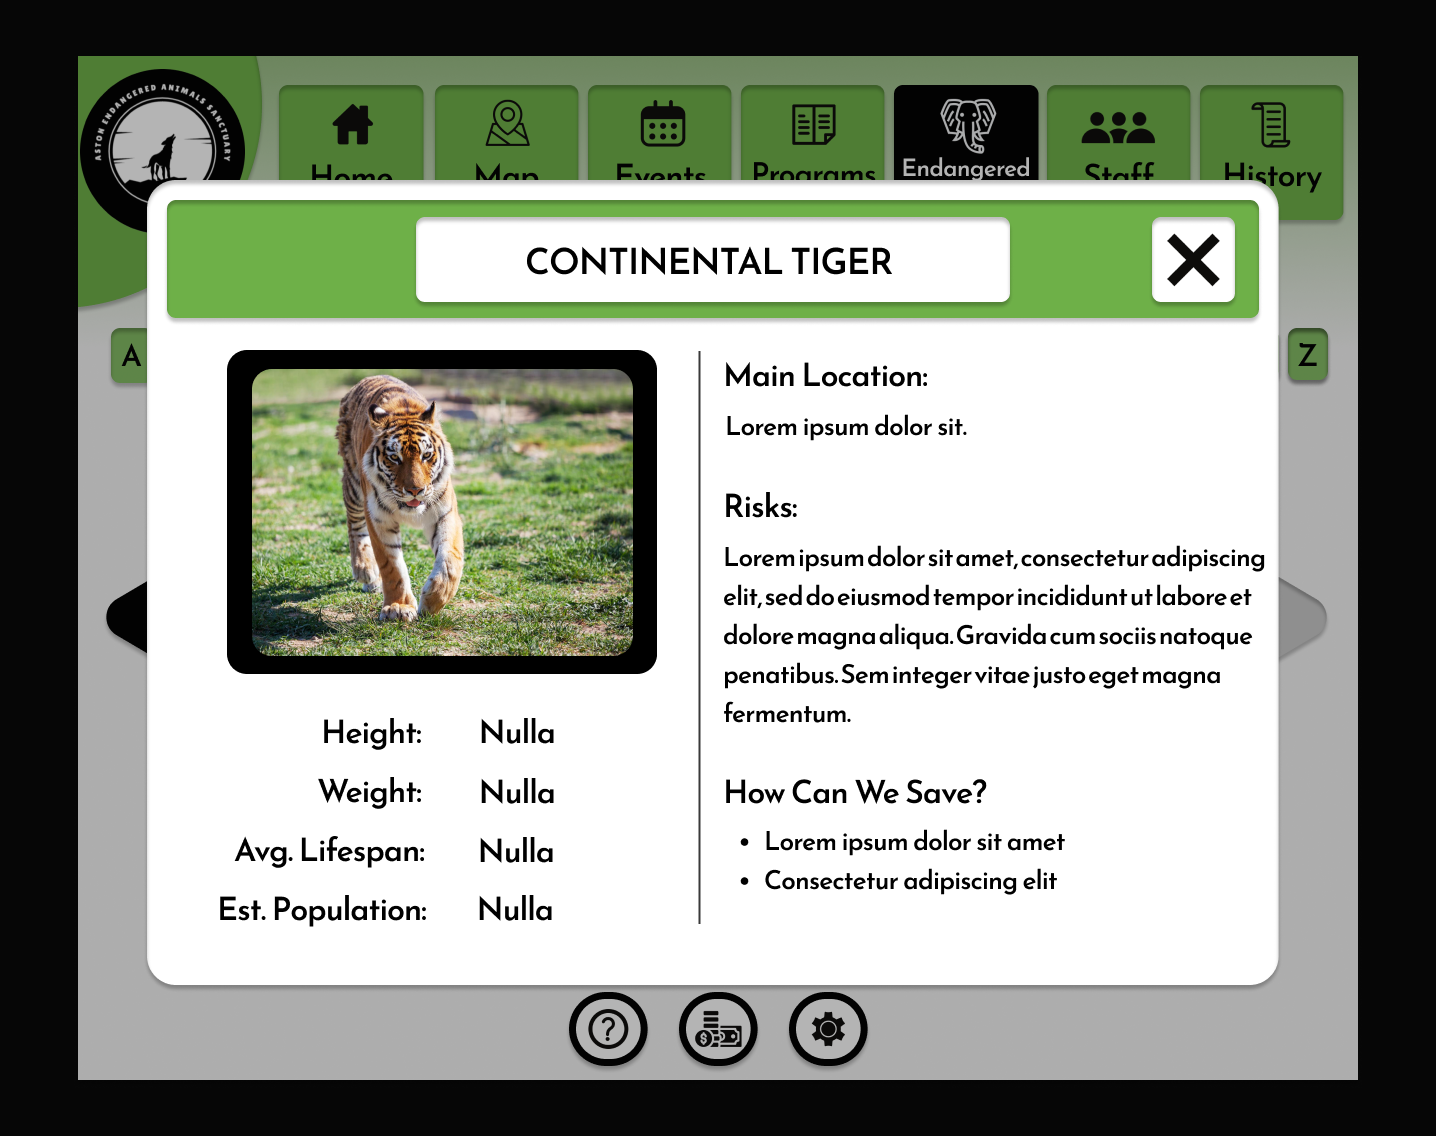 ASTON ENDANGERED ANIMALS SANCTUARY
Home
Map
Events
Programs
Endangered
Staff
History
CONTINENTAL TIGER
A
Z
Main Location:
Lorem ipsum dolor sit.
Risks:
Lorem ipsum dolor sit amet, consectetur adipiscing
elit, sed do eiusmod tempor incididunt ut labore et
dolore magna aliqua. Gravida cum sociis natoque
penatibus. Sem integer vitae justo eget magna
fermentum.
Height: Nulla
Weight: Nulla
Avg. Lifespan: Nulla
Est. Population: Nulla
How Can We Save?
• Lorem ipsum dolor sit amet
• Consectetur adipiscing elit
?
$
$